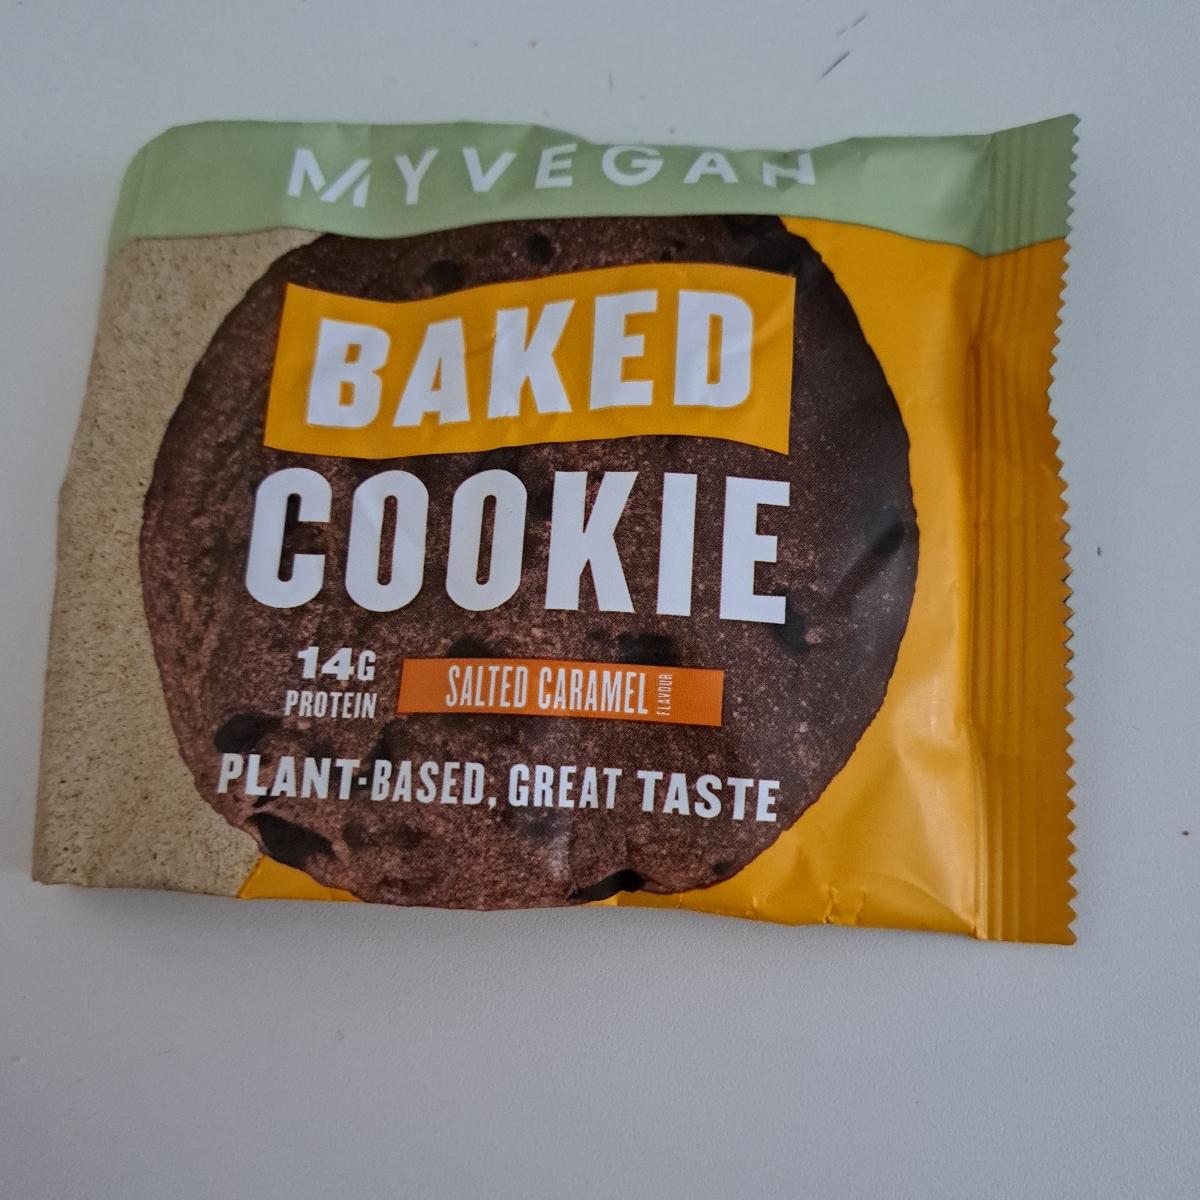 MYVEGAN
BAKED
COOKIE
14G
PROTEIN
SALTED CARAMEL FLAVOUR
PLANT-BASED, GREAT TASTE